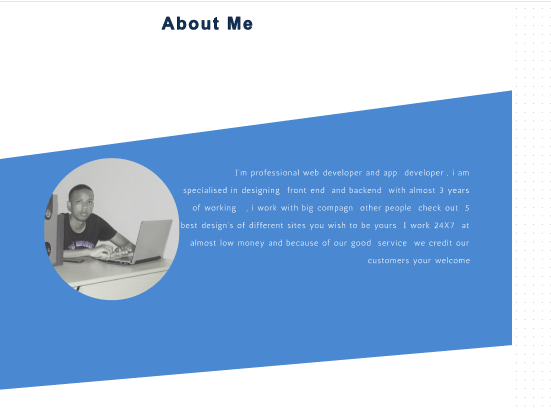 About Me
I'm professional web developer and app developer , i am
specialised in designing front end and backend with almost 3 years
of working , i work with big compagn other people check out 5
best design's of different sites you wish to be yours I work 24X7 at
almost low money and because of our good service we credit our
customers your welcome